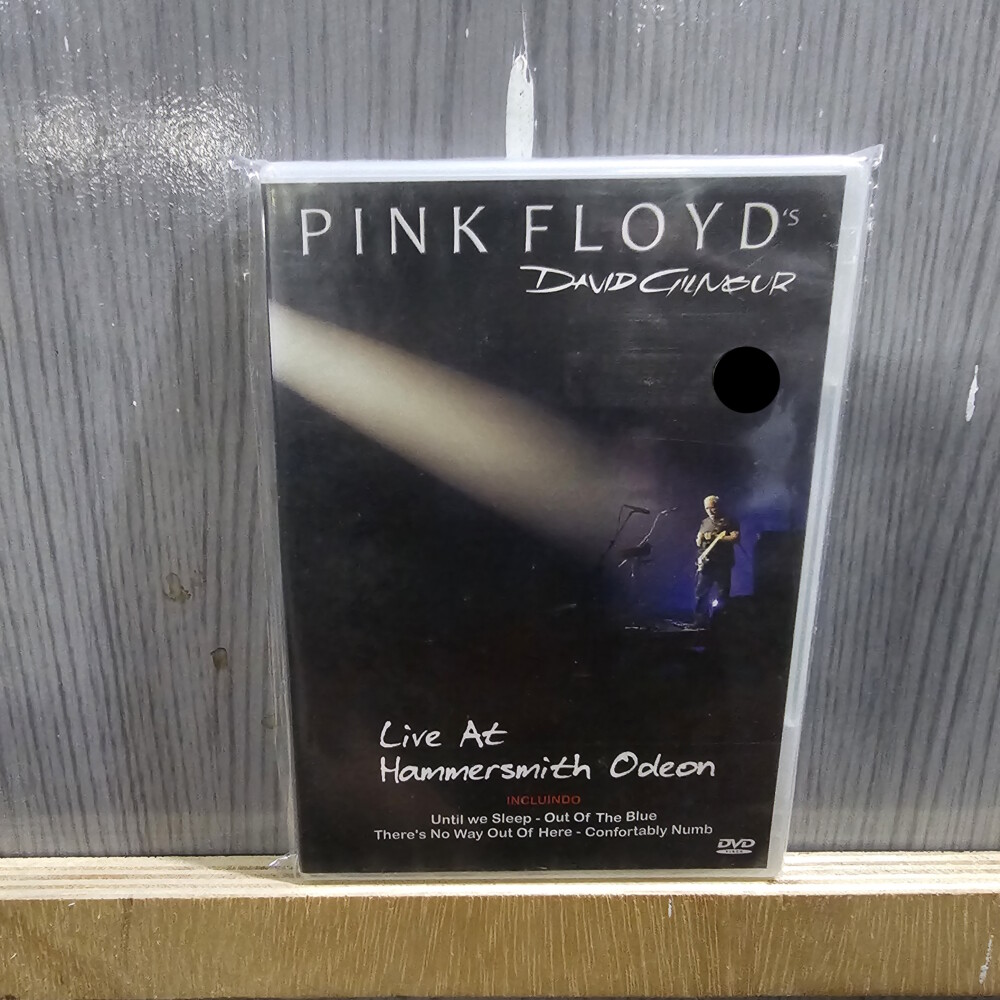 PINK FLOYD'S
DAVID GILMOUR
Live At
Hammersmith Odeon
INCLUINDO
Until we Sleep - Out Of The Blue
There's No Way Out Of Here - Confortably Numb
DVD
VIDEO